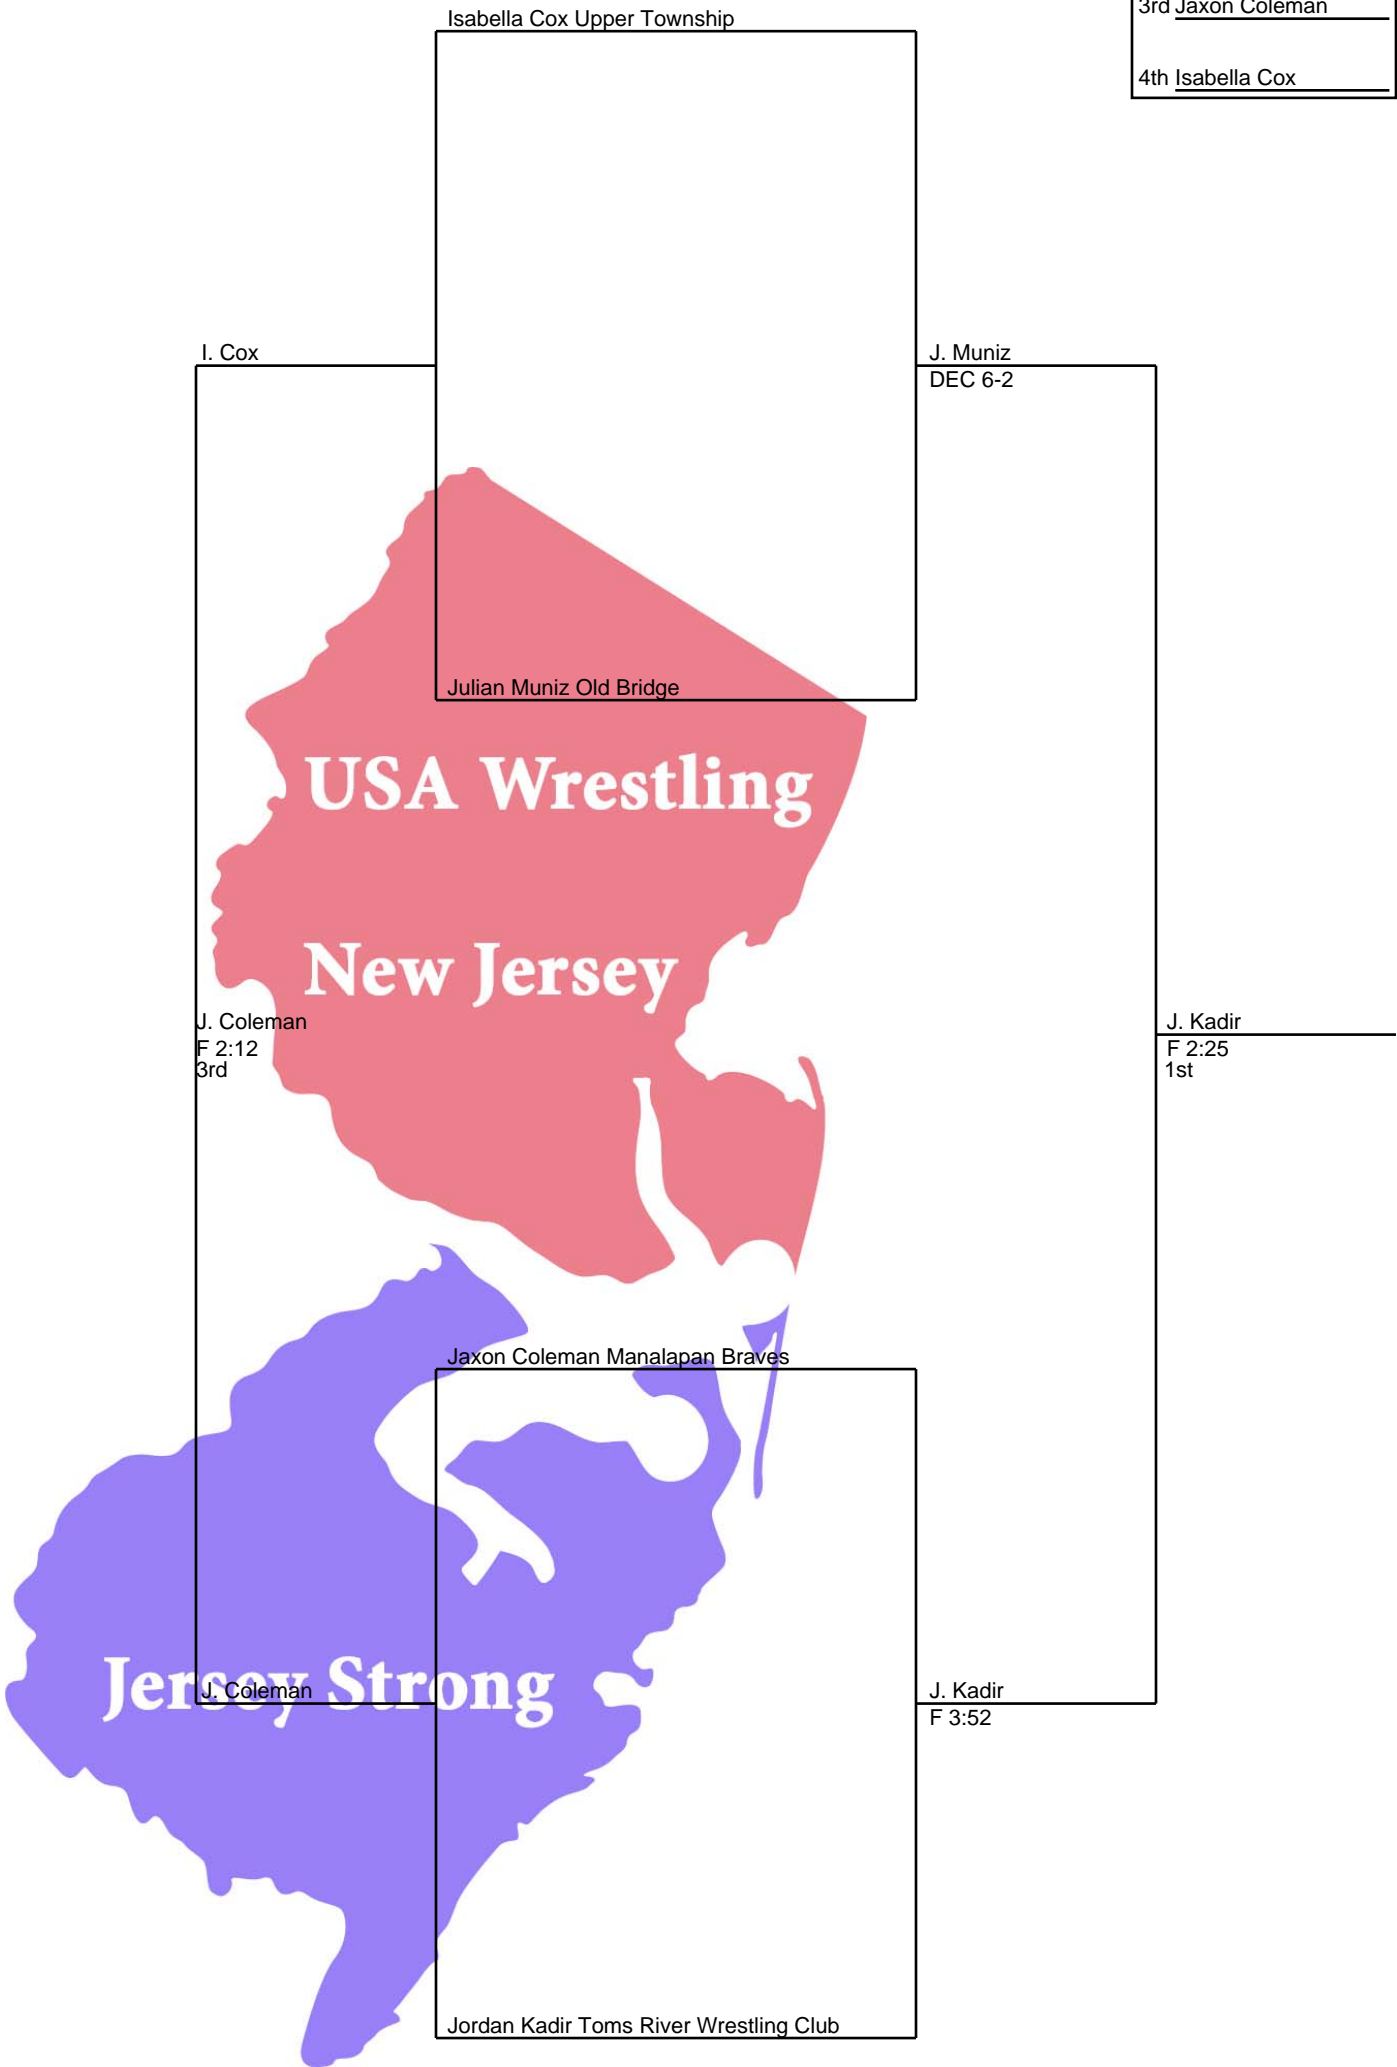 3rd Jaxon Coleman
Isabella Cox Upper Township
4th Isabella Cox
I. Cox
J. Muniz
DEC 6-2
Julian Muniz Old Bridge
USA Wrestling
New Jersey
J. Coleman
F 2:12
3rd
J. Kadir
F 2:25
1st
Jaxon Coleman Manalapan Braves
Jersey Strong
J. Coleman
J. Kadir
F 3:52
Jordan Kadir Toms River Wrestling Club